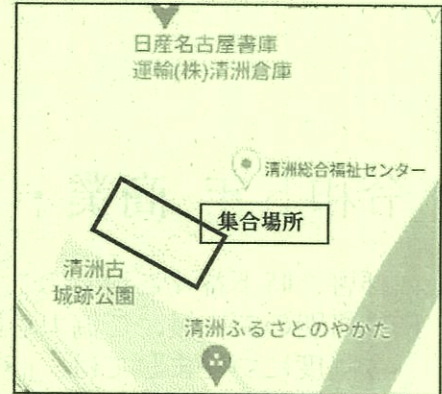 日産名古屋書庫
運輸(株)清洲倉庫
清洲総合福祉センター
集合場所
清洲古
城跡公園
清洲ふるさとのやかた